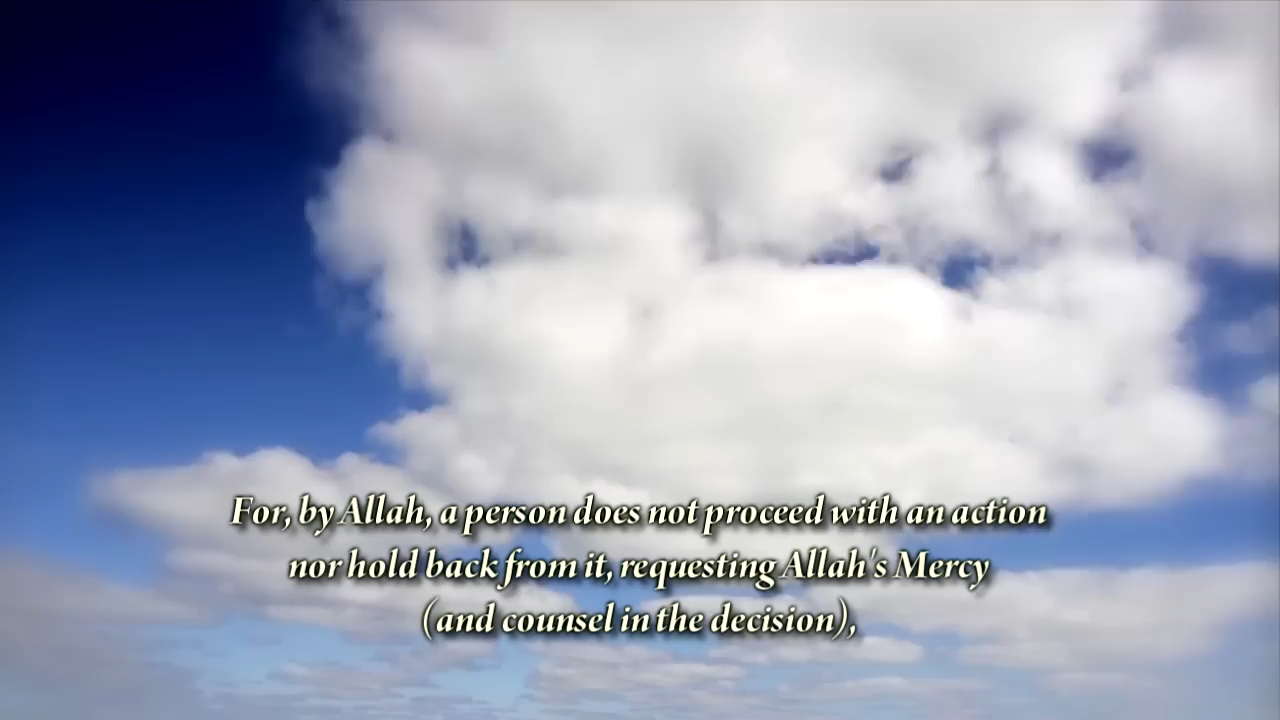 For, by Allah, a person does not proceed with an action
nor hold back from it, requesting Allah's Mercy
(and counsel in the decision),